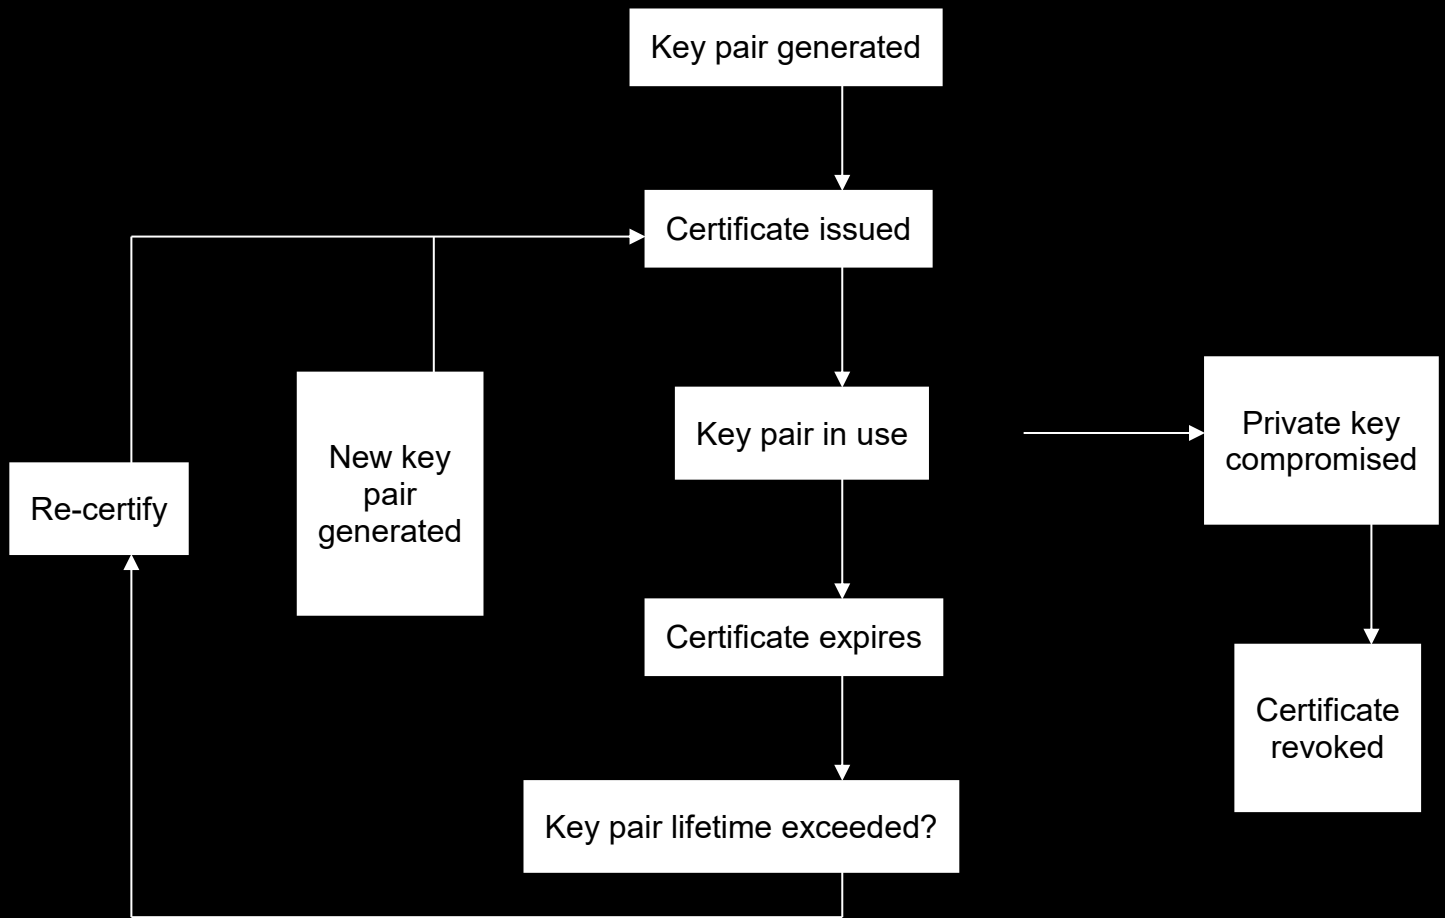 Key pair generated
Certificate issued
Key pair in use
Private key
compromised
New key
pair
generated
Re-certify
Certificate expires
Certificate
revoked
Key pair lifetime exceeded?